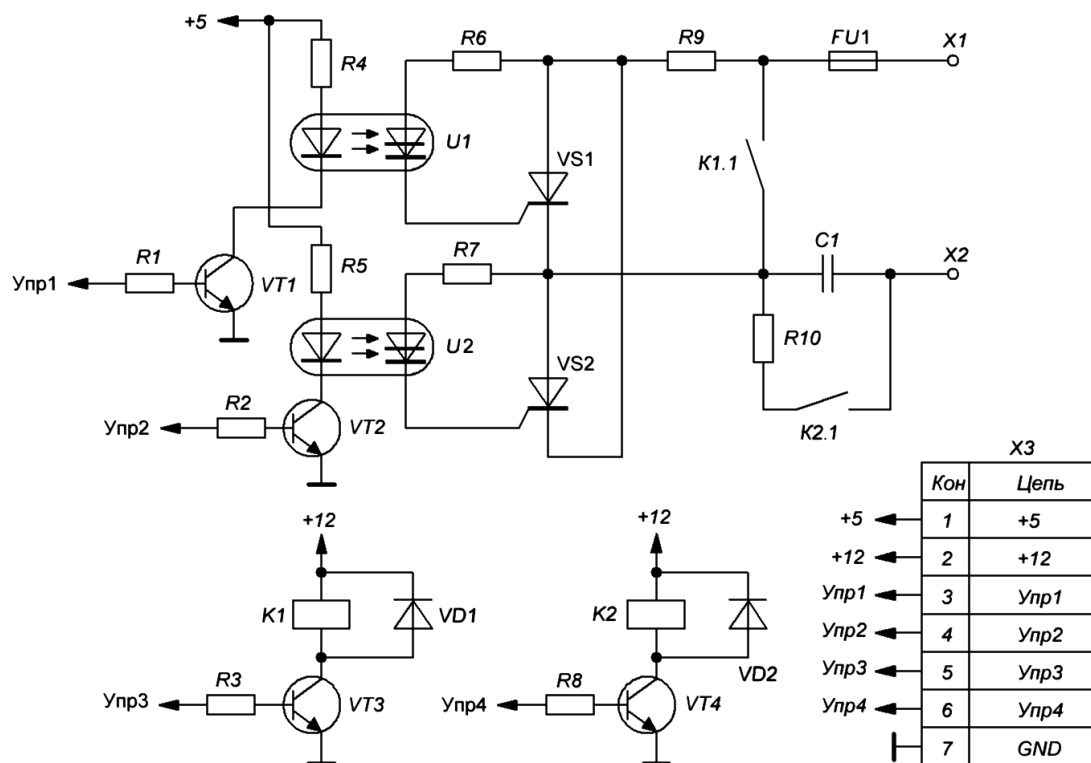 +5
R4
R6
R9
FU1
X1
U1
VS1
K1.1
R1
Упр1
VT1
R5
R7
C1
X2
U2
VS2
R10
R2
Упр2
VT2
K2.1
+12
K1
VD1
R3
Упр3
VT3
+12
K2
VD2
R8
Упр4
VT4
X3
Кон Цепь
+5 1 +5
+12 2 +12
Упр1 3 Упр1
Упр2 4 Упр2
Упр3 5 Упр3
Упр4 6 Упр4
7 GND